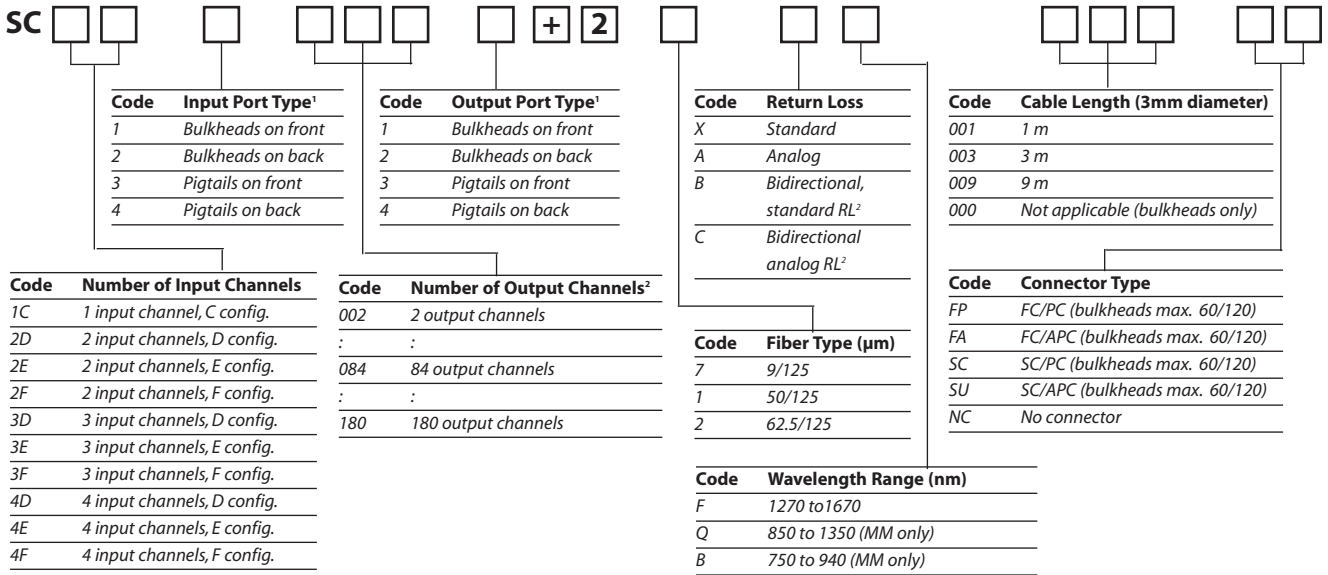 SC + 2
Code Input Port Type¹
1 Bulkheads on front
2 Bulkheads on back
3 Pigtails on front
4 Pigtails on back
Code Output Port Type¹
1 Bulkheads on front
2 Bulkheads on back
3 Pigtails on front
4 Pigtails on back
Code Return Loss
X Standard
A Analog
B Bidirectional,
standard RL²
C Bidirectional
analog RL²
Code Cable Length (3mm diameter)
001 1 m
003 3 m
009 9 m
000 Not applicable (bulkheads only)
Code Number of Input Channels
1C 1 input channel, C config.
2D 2 input channels, D config.
2E 2 input channels, E config.
2F 2 input channels, F config.
3D 3 input channels, D config.
3E 3 input channels, E config.
3F 3 input channels, F config.
4D 4 input channels, D config.
4E 4 input channels, E config.
4F 4 input channels, F config.
Code Number of Output Channels²
002 2 output channels
: :
084 84 output channels
: :
180 180 output channels
Code Fiber Type (µm)
7 9/125
1 50/125
2 62.5/125
Code Connector Type
FP FC/PC (bulkheads max. 60/120)
FA FC/APC (bulkheads max. 60/120)
SC SC/PC (bulkheads max. 60/120)
SU SC/APC (bulkheads max. 60/120)
NC No connector
Code Wavelength Range (nm)
F 1270 to1670
Q 850 to 1350 (MM only)
B 750 to 940 (MM only)